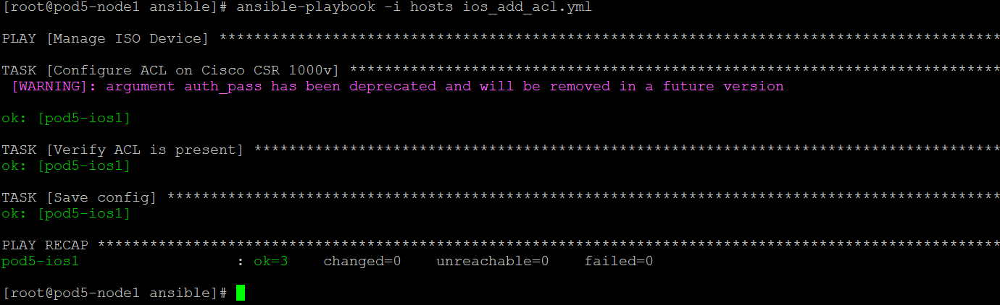 [root@pod5-node1 ansible]# ansible-playbook -i hosts ios_add_acl.yml
PLAY [Manage ISO Device] ******************************************************************************************
TASK [Configure ACL on Cisco CSR 1000v] ***************************************************************************
[WARNING]: argument auth_pass has been deprecated and will be removed in a future version
ok: [pod5-ios1]
TASK [Verify ACL is present] **************************************************************************************
ok: [pod5-ios1]
TASK [Save config] ************************************************************************************************
ok: [pod5-ios1]
PLAY RECAP ********************************************************************************************************
pod5-ios1 : ok=3 changed=0 unreachable=0 failed=0
[root@pod5-node1 ansible]#